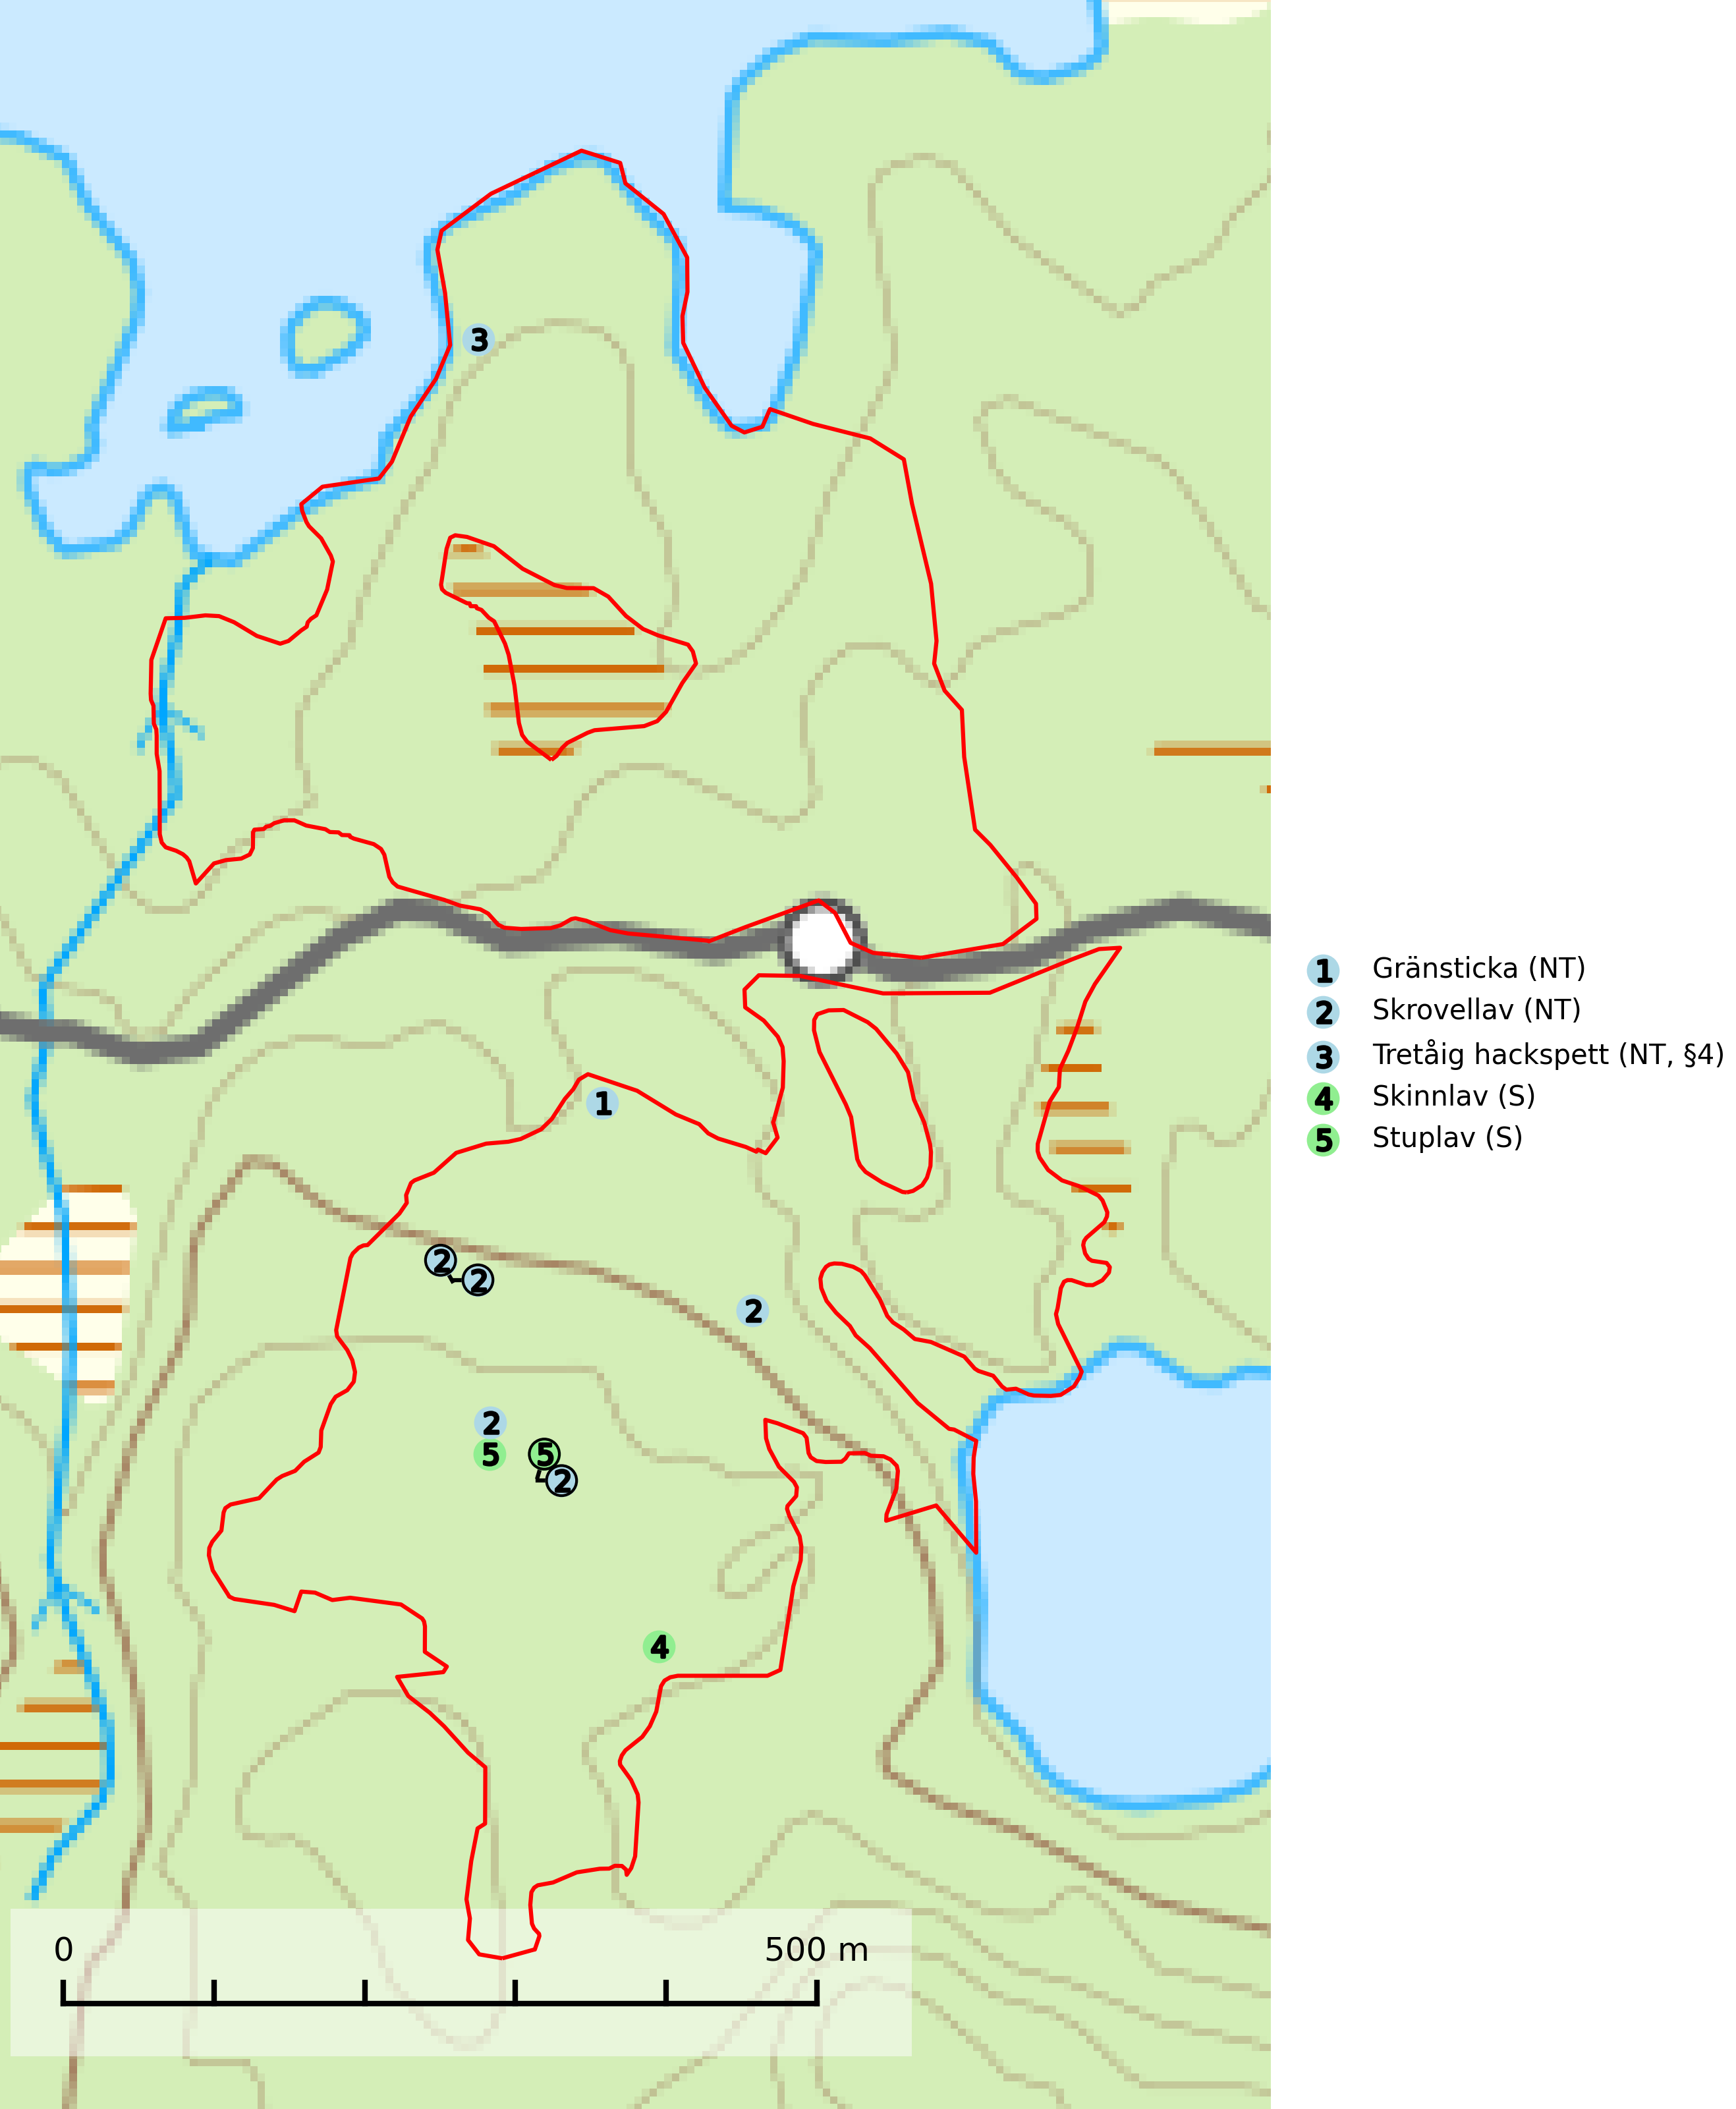 3
1
2
2
2
2
5
5
2
4
0
500 m
1 Gränsticka (NT)
2 Skrovellav (NT)
3 Tretåig hackspett (NT, §4)
4 Skinnlav (S)
5 Stuplav (S)